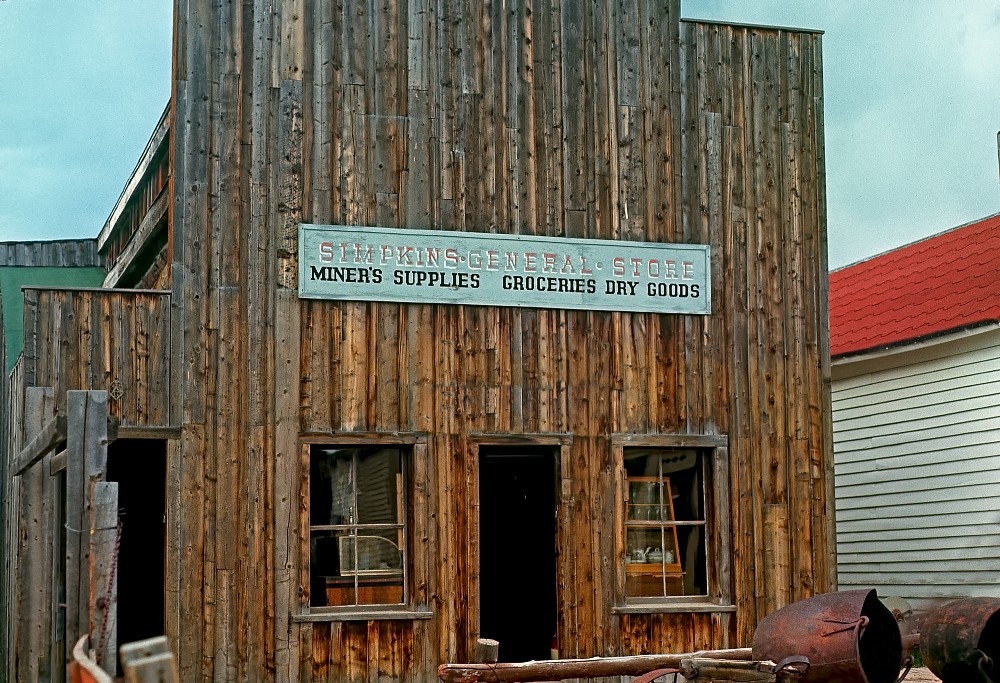 SIMPKINS·GENERAL·STORE
MINER'S SUPPLIES GROCERIES DRY GOODS